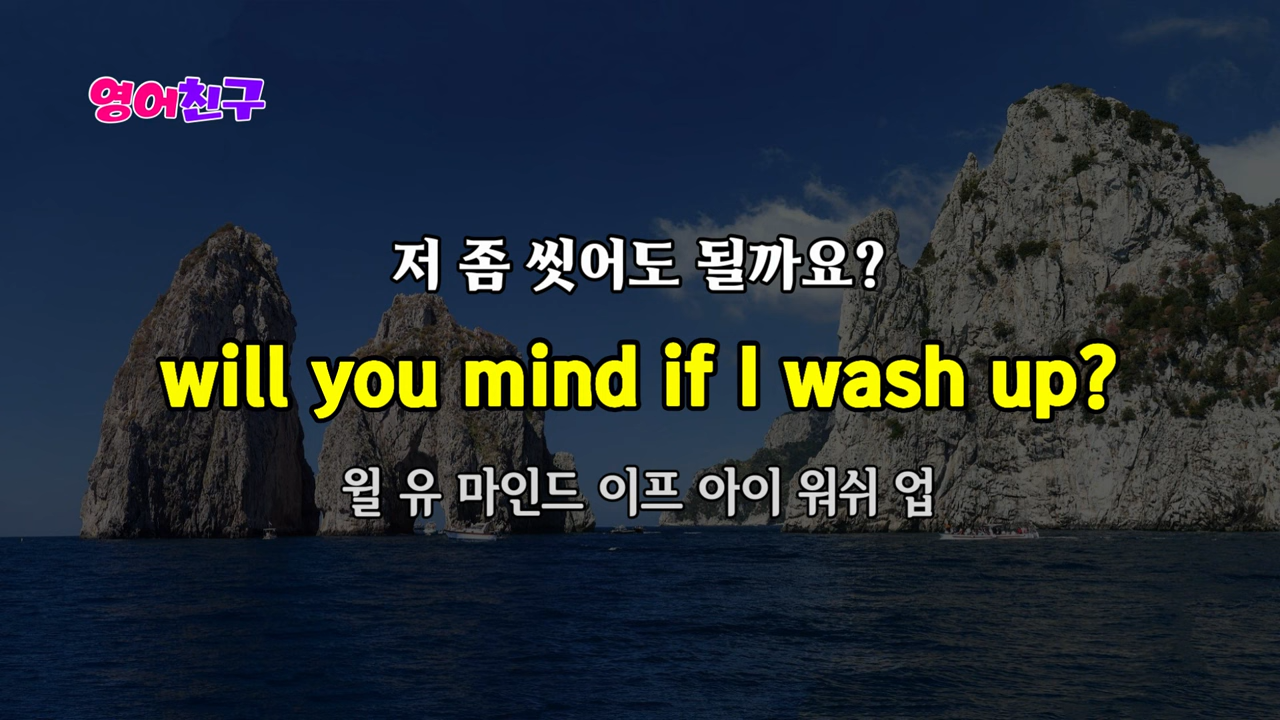 영어친구
저 좀 씻어도 될까요?
will you mind if I wash up?
윌 유 마인드 이프 아이 워쉬 업